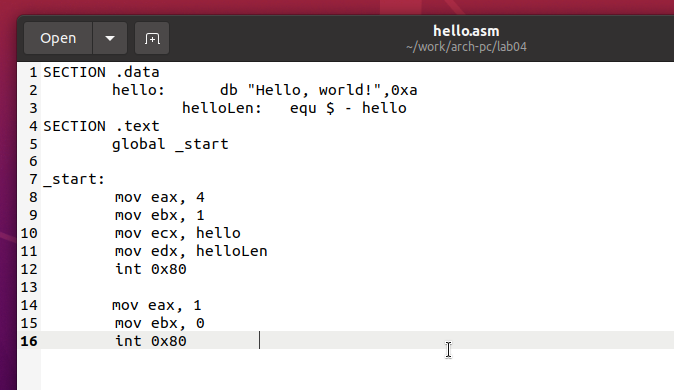 Open
hello.asm
~/work/arch-pc/lab04
1 SECTION .data
2 hello: db "Hello, world!",0xa
3 helloLen: equ $ - hello
4 SECTION .text
5 global _start
6
7 _start:
8 mov eax, 4
9 mov ebx, 1
10 mov ecx, hello
11 mov edx, helloLen
12 int 0x80
13
14 mov eax, 1
15 mov ebx, 0
16 int 0x80